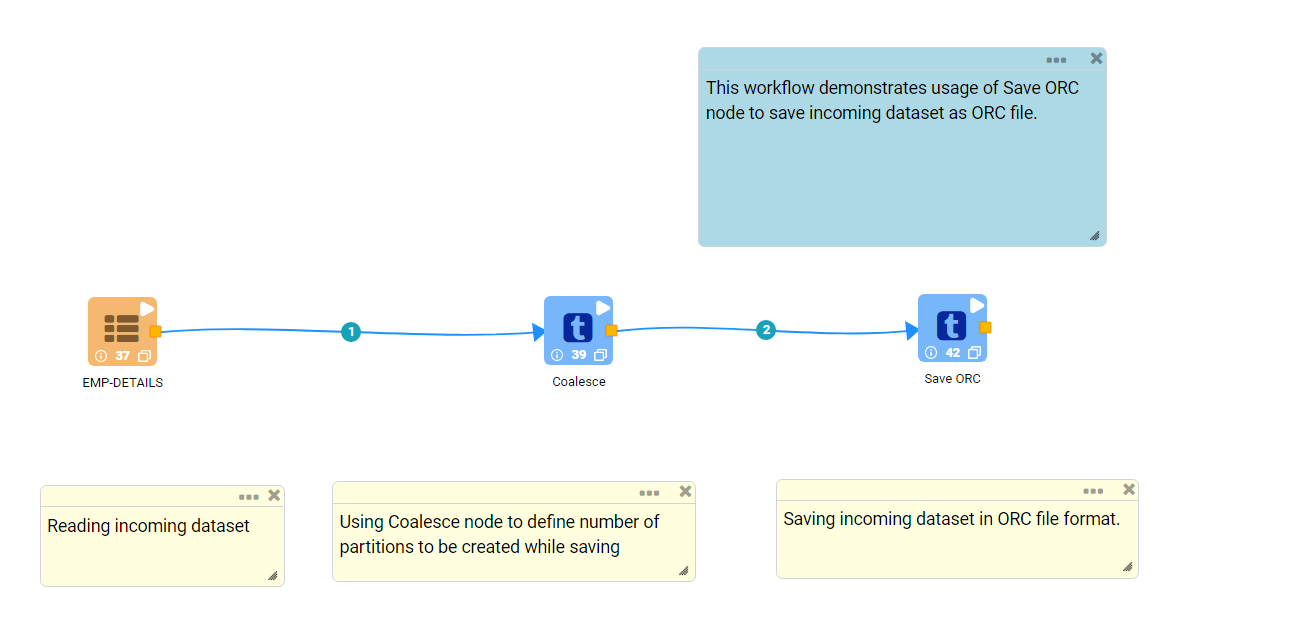 This workflow demonstrates usage of Save ORC
node to save incoming dataset as ORC file.
1
2
t
t
37
39
42
EMP-DETAILS
Coalesce
Save ORC
Reading incoming dataset
Using Coalesce node to define number of
partitions to be created while saving
Saving incoming dataset in ORC file format.